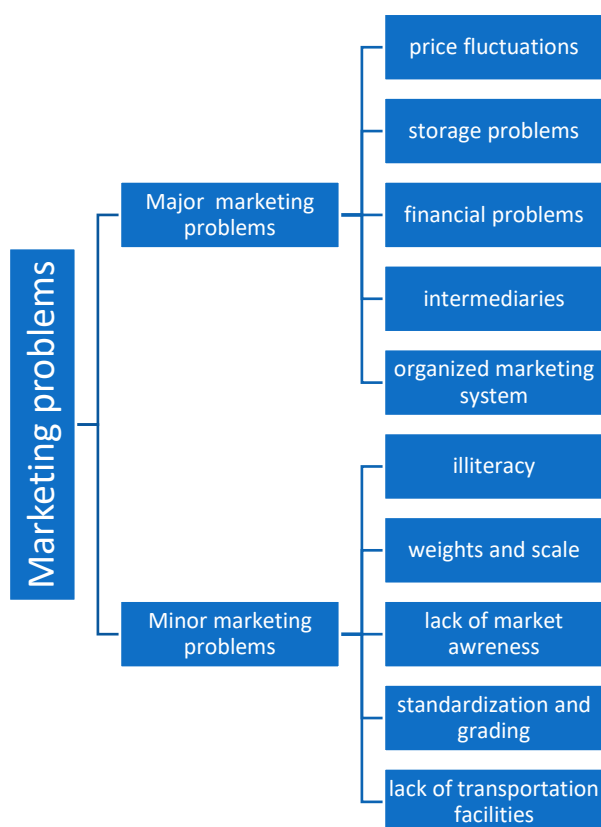 Marketing problems
Major marketing
problems
price fluctuations
storage problems
financial problems
intermediaries
organized marketing
system
Minor marketing
problems
illiteracy
weights and scale
lack of market
awreness
standardization and
grading
lack of transportation
facilities